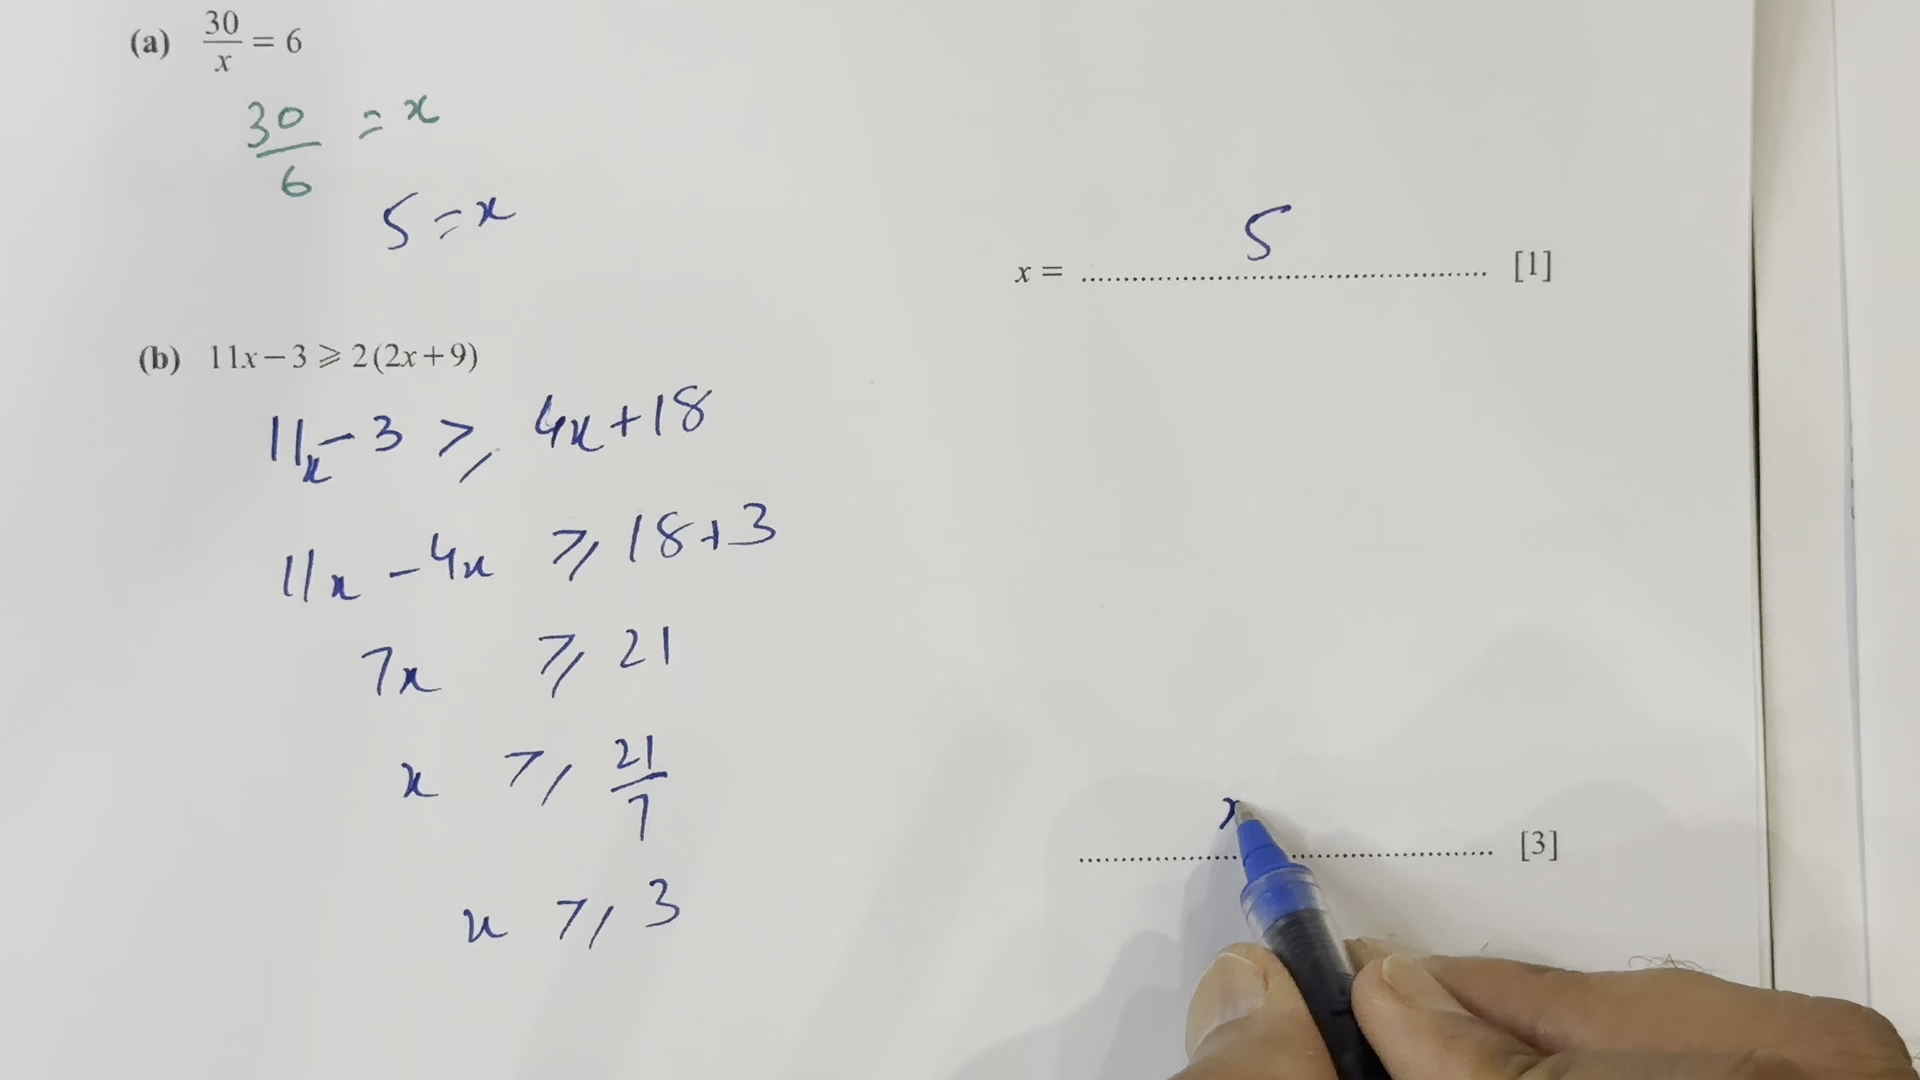 (a) 30/x = 6
30/6 = x
5 = x
x = 5 [1]
(b) 11x − 3 ⩾ 2(2x + 9)
11x − 3 ⩾ 4x + 18
11x − 4x ⩾ 18 + 3
7x ⩾ 21
x ⩾ 21/7
x [3]
x ⩾ 3